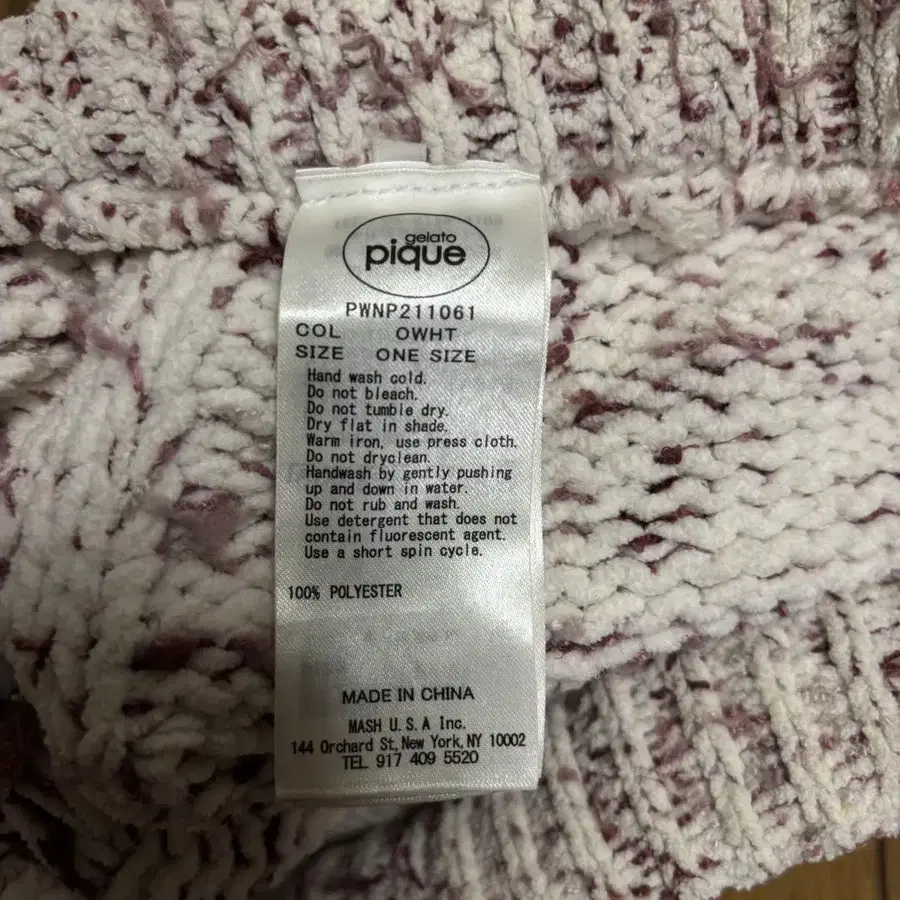 gelato
pique
PWNP211061
COL OWHT
SIZE ONE SIZE
Hand wash cold.
Do not bleach.
Do not tumble dry.
Dry flat in shade.
Warm iron, use press cloth.
Do not dryclean.
Handwash by gently pushing
up and down in water.
Do not rub and wash.
Use detergent that does not
contain fluorescent agent.
Use a short spin cycle.
100% POLYESTER
MADE IN CHINA
MASH U.S.A Inc.
144 Orchard St, New York, NY 10002
TEL 917 409 5520